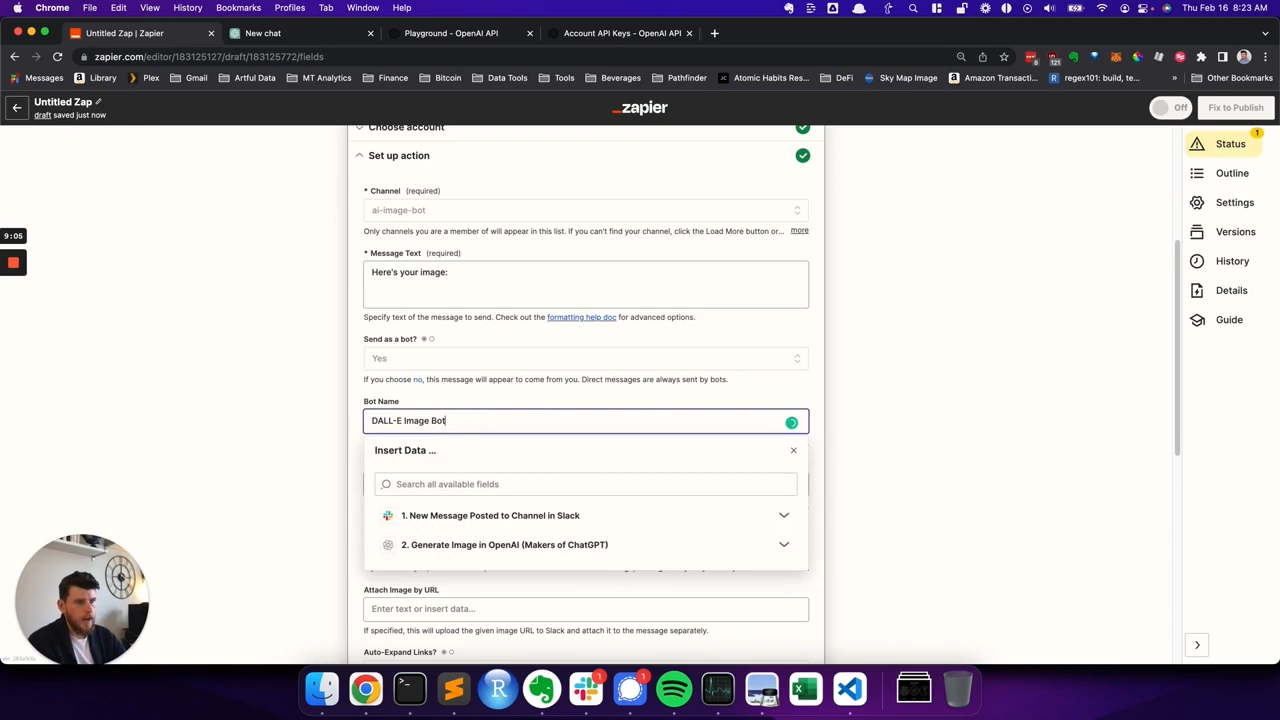 Chrome File Edit View History Bookmarks Profiles Tab Window Help Thu Feb 16 8:23 AM
Untitled Zap | Zapier New chat Playground - OpenAI API Account API Keys - OpenAI API
zapier.com/editor/183125127/draft/183125772/fields
Messages Library Plex Gmail Artful Data MT Analytics Finance Bitcoin Data Tools Tools Beverages Pathfinder Atomic Habits Res... DeFi Sky Map Image Amazon Transacti... regex101: build, te... » Other Bookmarks
Untitled Zap
draft saved just now
zapier
Off
Fix to Publish
Choose account
Set up action
* Channel (required)
ai-image-bot
Only channels you are a member of will appear in this list. If you can't find your channel, click the Load More button or... more
* Message Text (required)
Here's your image:
Specify text of the message to send. Check out the formatting help doc for advanced options.
Send as a bot?
Yes
If you choose no, this message will appear to come from you. Direct messages are always sent by bots.
Bot Name
DALL-E Image Bot
Insert Data ...
Search all available fields
1. New Message Posted to Channel in Slack
2. Generate Image in OpenAI (Makers of ChatGPT)
Attach Image by URL
Enter text or insert data...
If specified, this will upload the given image URL to Slack and attach it to the message separately.
Auto-Expand Links?
1
Status
Outline
Settings
Versions
History
Details
Guide
9:05
1
1